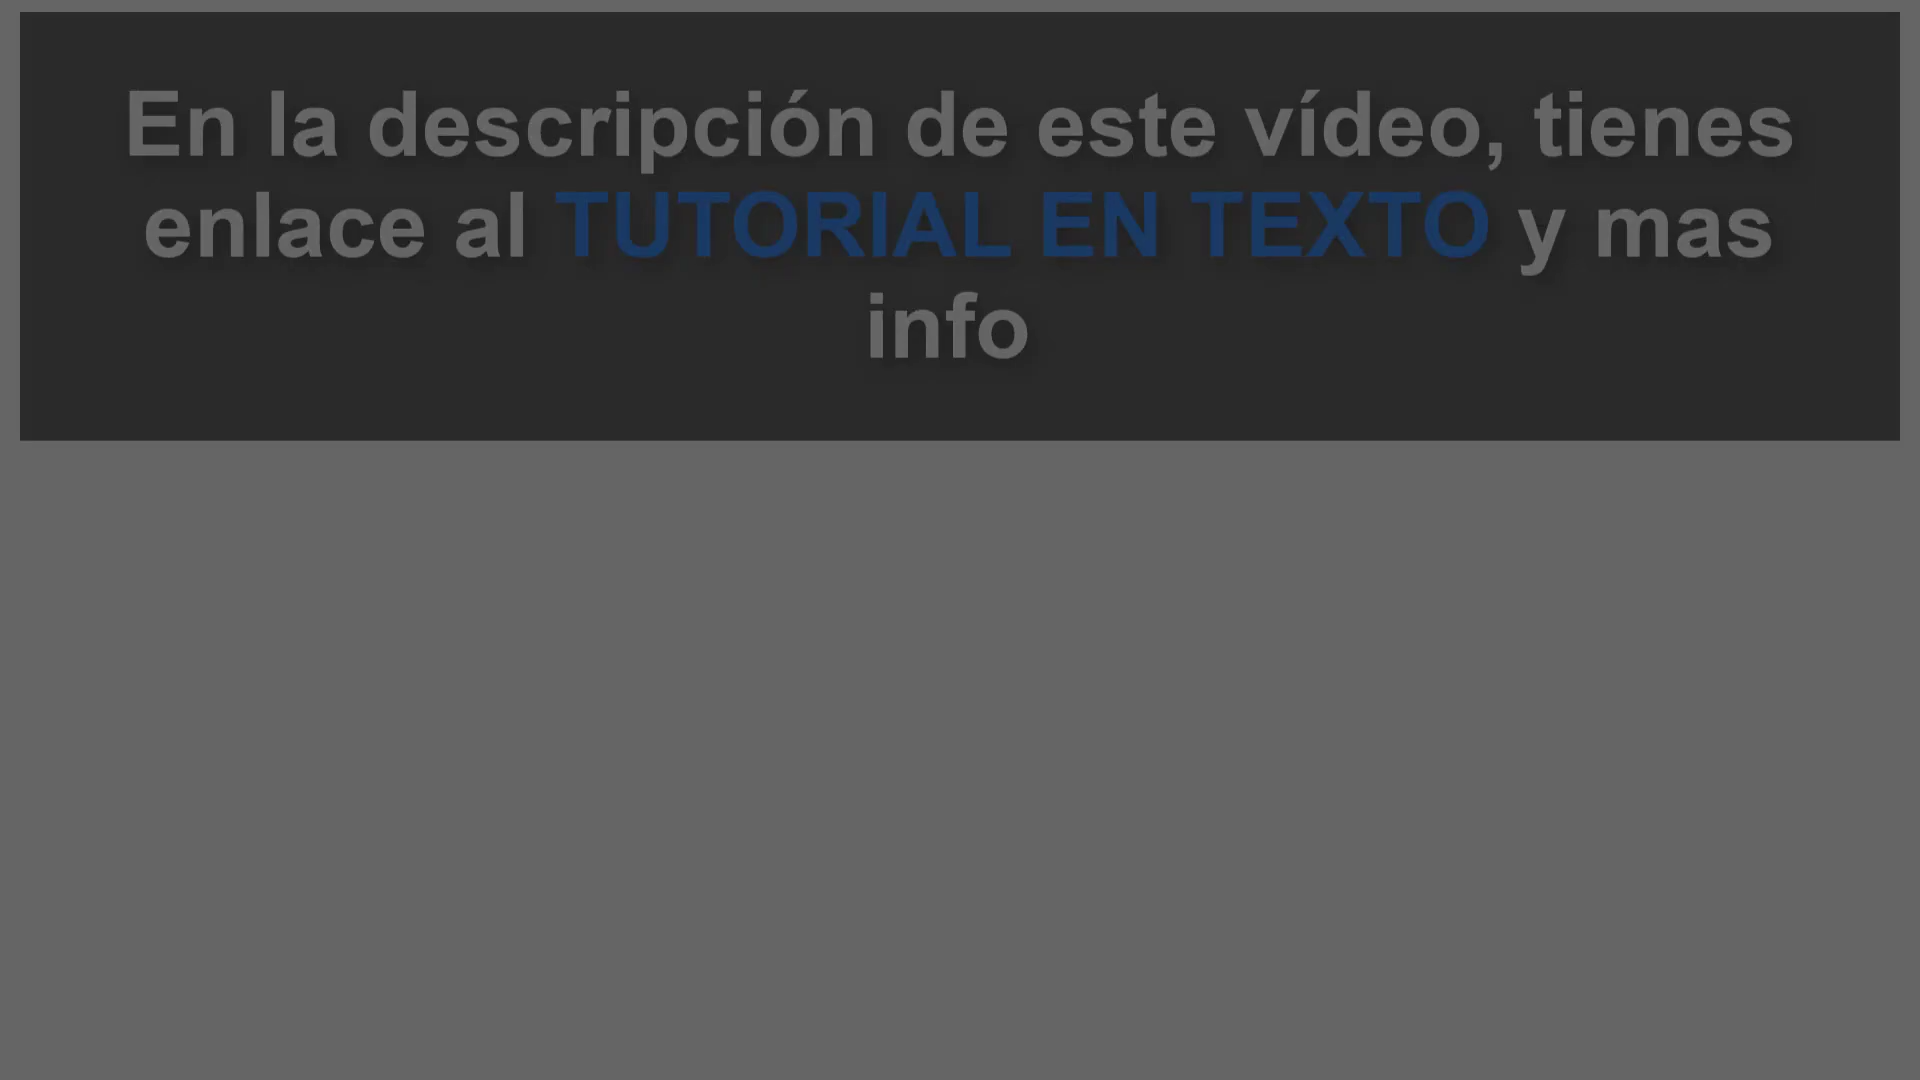 En la descripción de este vídeo, tienes
enlace al TUTORIAL EN TEXTO y mas
info